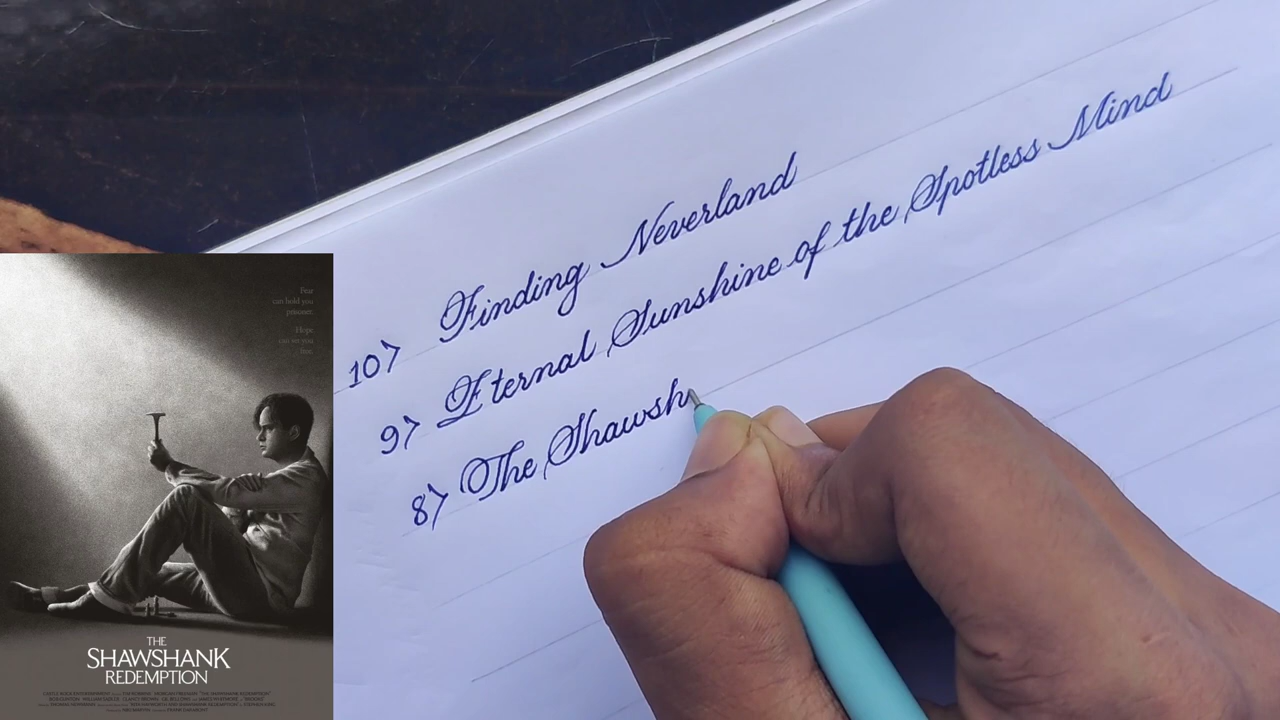 10) Finding Neverland
9) Eternal Sunshine of the Spotless Mind
8) The Shawsh
Fear
can hold you
prisoner.
Hope
can set you
free.
THE
SHAWSHANK
REDEMPTION